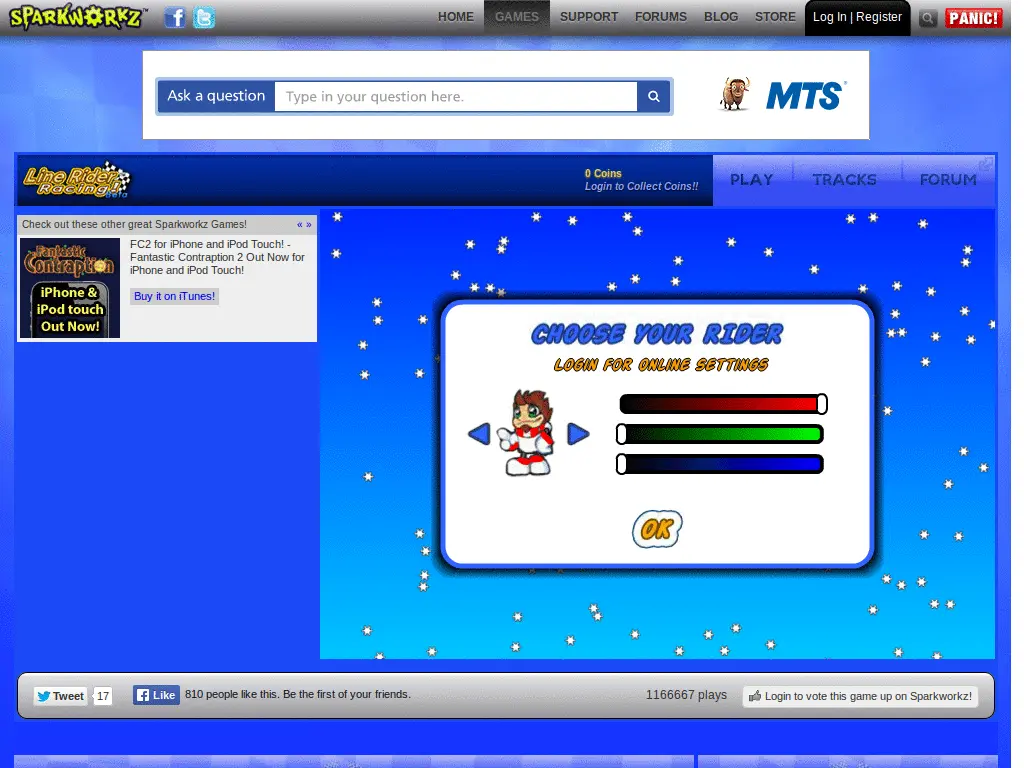 SPARKWORKZ™
HOME GAMES SUPPORT FORUMS BLOG STORE Log In | Register PANIC!
Ask a question Type in your question here.
MTS
Line Rider
Racing!
Beta
0 Coins
Login to Collect Coins!!
PLAY TRACKS FORUM
Check out these other great Sparkworkz Games! « »
Fantastic
Contraption
iPhone &
iPod touch
Out Now!
FC2 for iPhone and iPod Touch! -
Fantastic Contraption 2 Out Now for
iPhone and iPod Touch!
Buy it on iTunes!
CHOOSE YOUR RIDER
LOGIN FOR ONLINE SETTINGS
OK
Tweet 17 Like 810 people like this. Be the first of your friends. 1166667 plays Login to vote this game up on Sparkworkz!